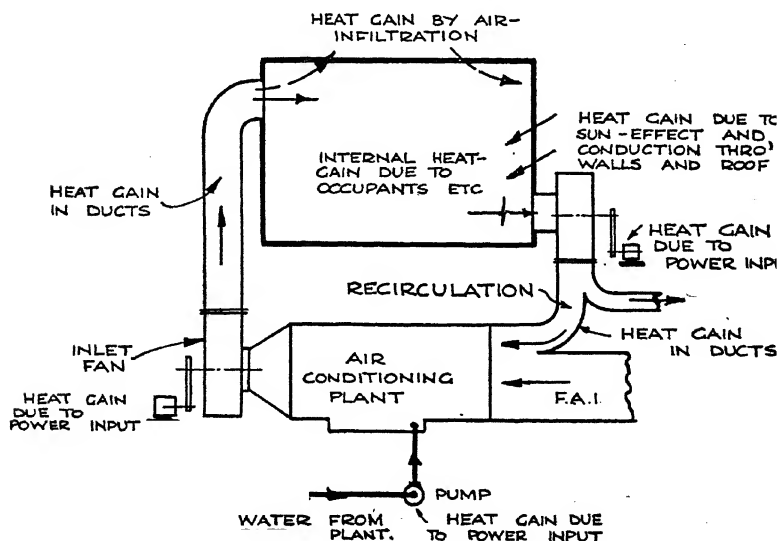 HEAT GAIN BY AIR-
INFILTRATION
HEAT GAIN DUE TO
SUN-EFFECT AND
CONDUCTION THRO'
WALLS AND ROOF
INTERNAL HEAT-
GAIN DUE TO
OCCUPANTS ETC
HEAT GAIN
IN DUCTS
HEAT GAIN
DUE TO
POWER INP
RECIRCULATION
HEAT GAIN
IN DUCTS
INLET
FAN
AIR
CONDITIONING
PLANT
F.A.I.
HEAT GAIN
DUE TO
POWER INPUT
PUMP
WATER FROM
PLANT.
HEAT GAIN DUE
TO POWER INPUT